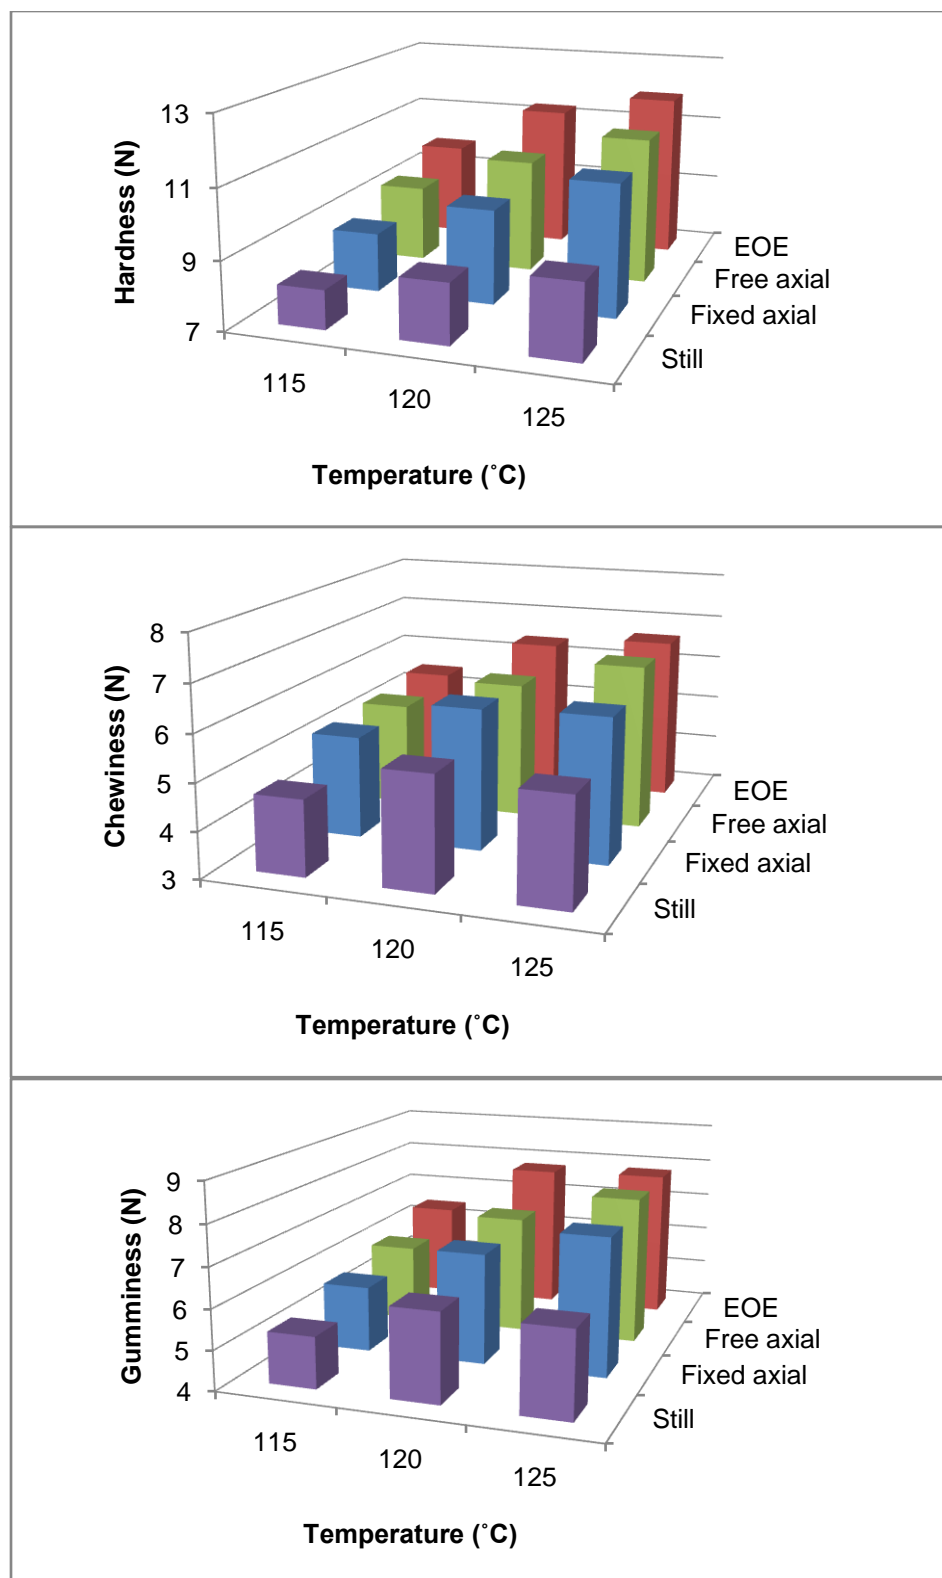 13
11
9
7
Hardness (N)
EOE
Free axial
Fixed axial
Still
115
120
125
Temperature (˚C)
8
7
6
5
4
3
Chewiness (N)
EOE
Free axial
Fixed axial
Still
115
120
125
Temperature (˚C)
9
8
7
6
5
4
Gumminess (N)
EOE
Free axial
Fixed axial
Still
115
120
125
Temperature (˚C)